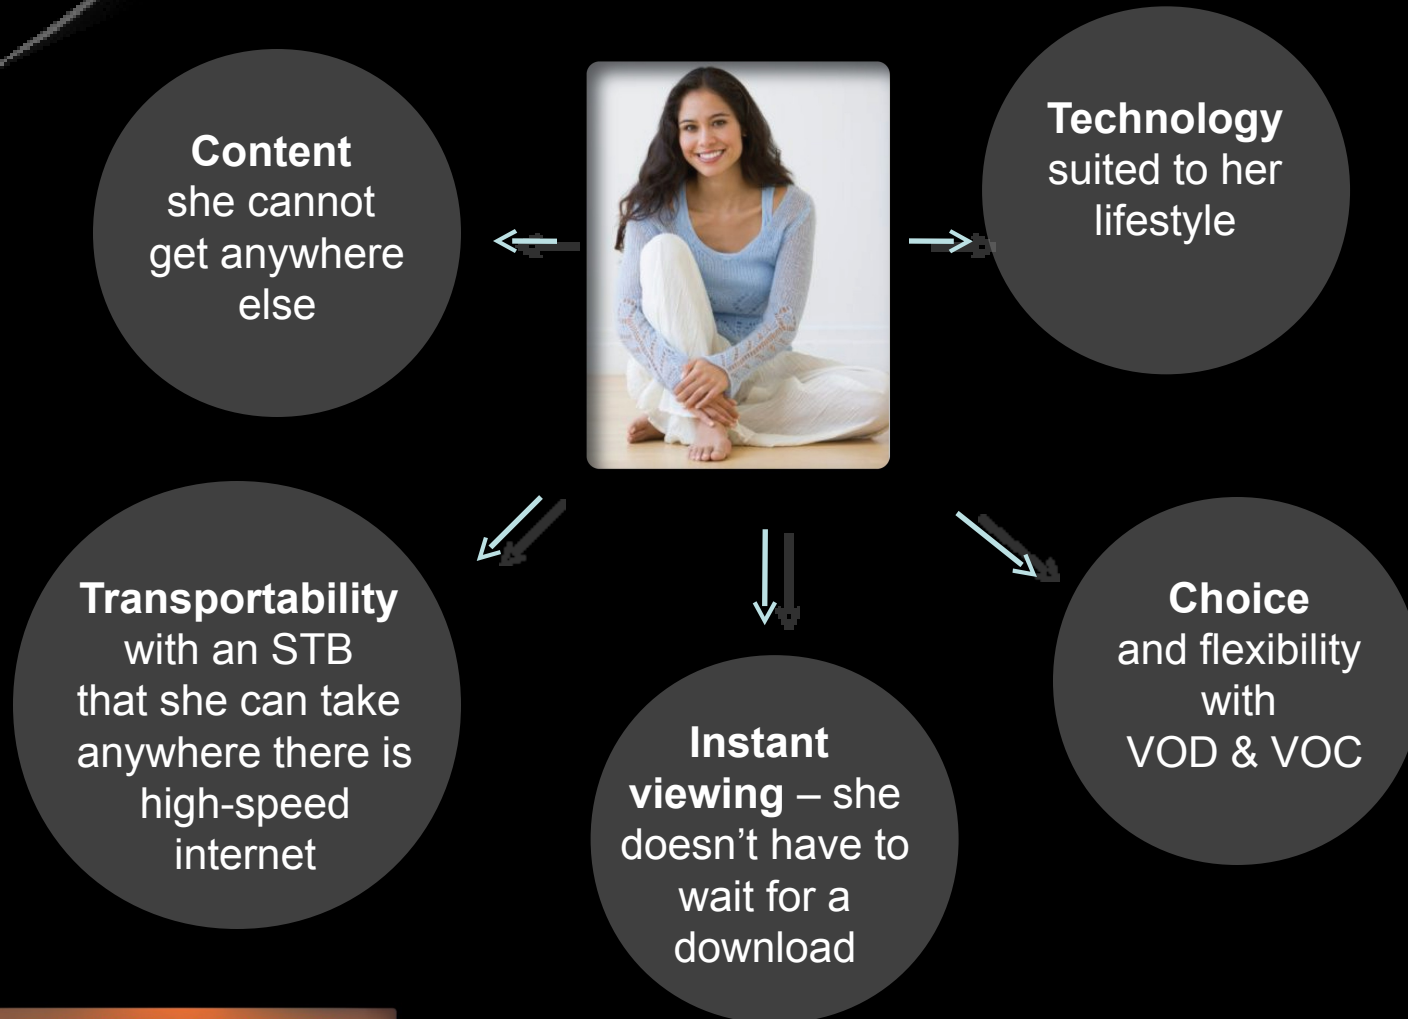 Content
she cannot
get anywhere
else
Technology
suited to her
lifestyle
Transportability
with an STB
that she can take
anywhere there is
high-speed
internet
Instant
viewing – she
doesn’t have to
wait for a
download
Choice
and flexibility
with
VOD & VOC